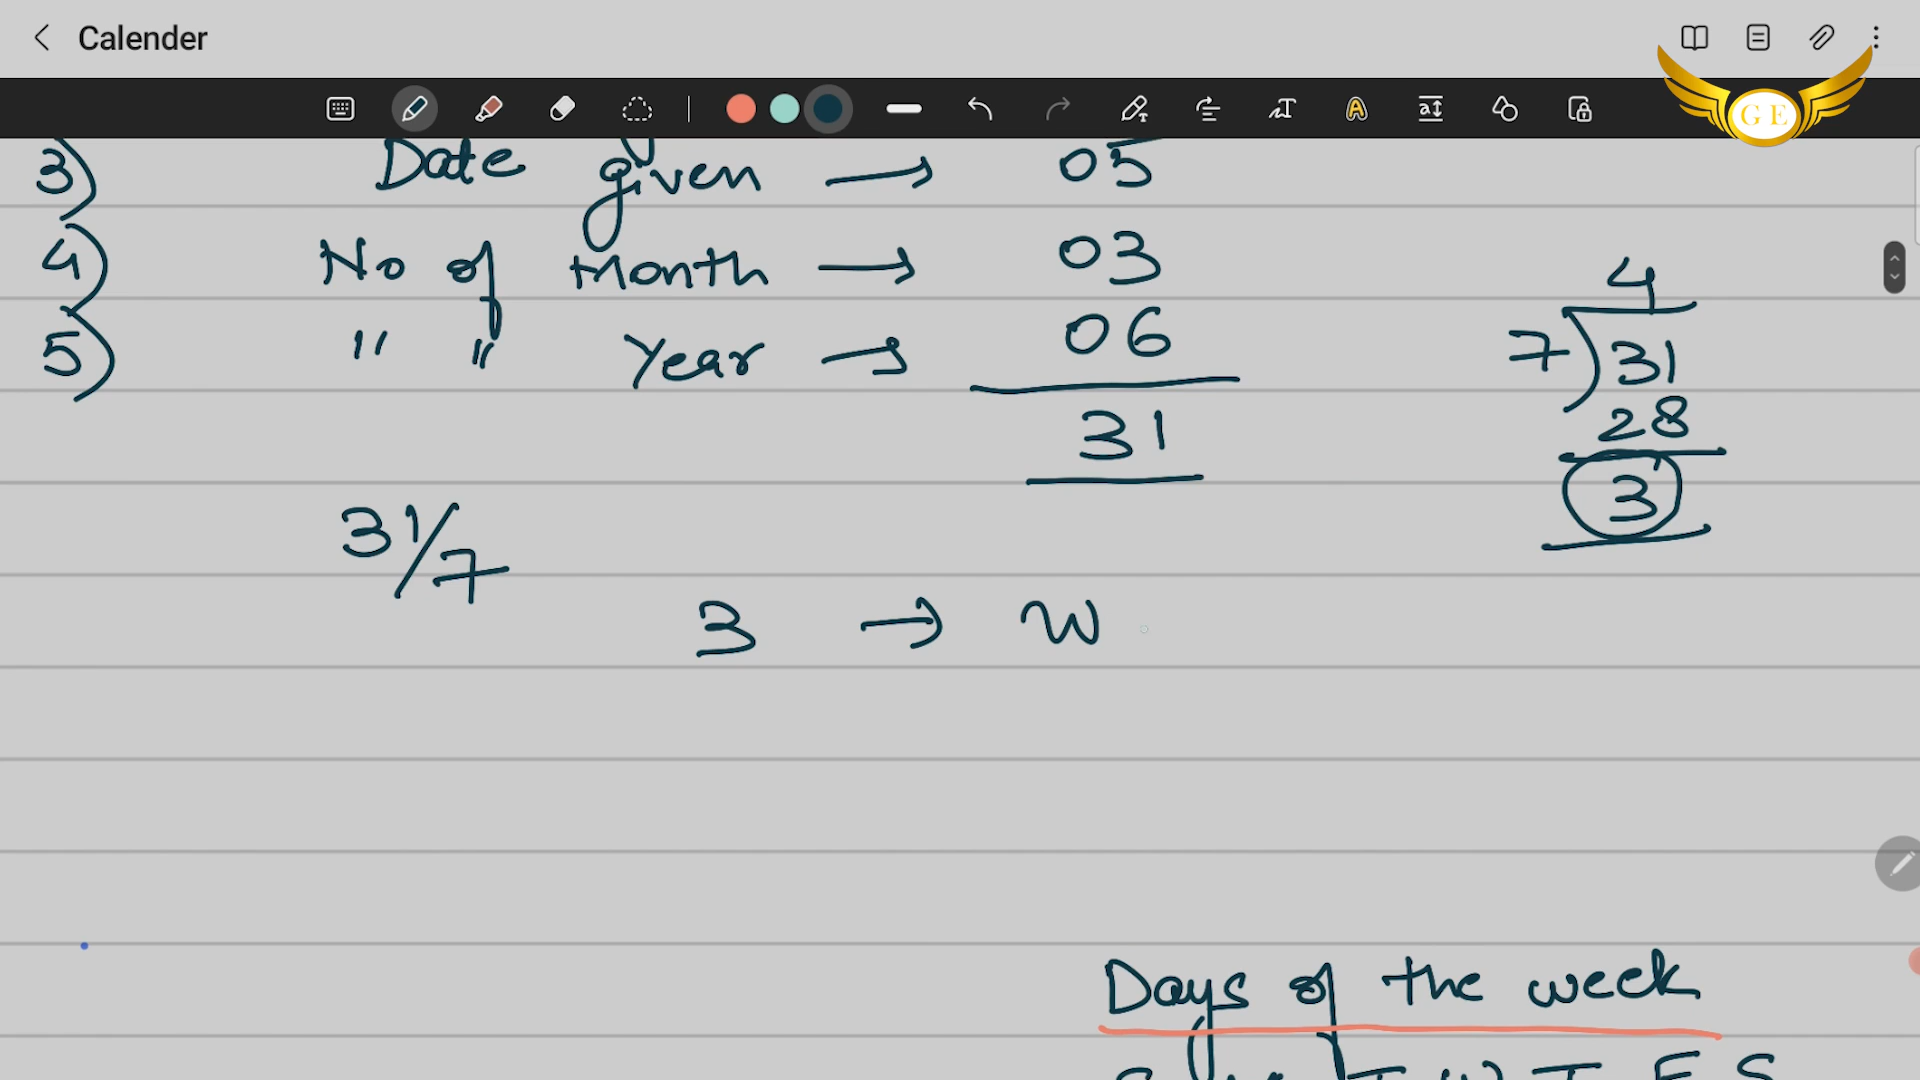 Calender
G E
3) Date given → 05
4) No of Month → 03
5) " " Year → 06
31
4
7)31
28
3
31/7
3 → W
Days of the week